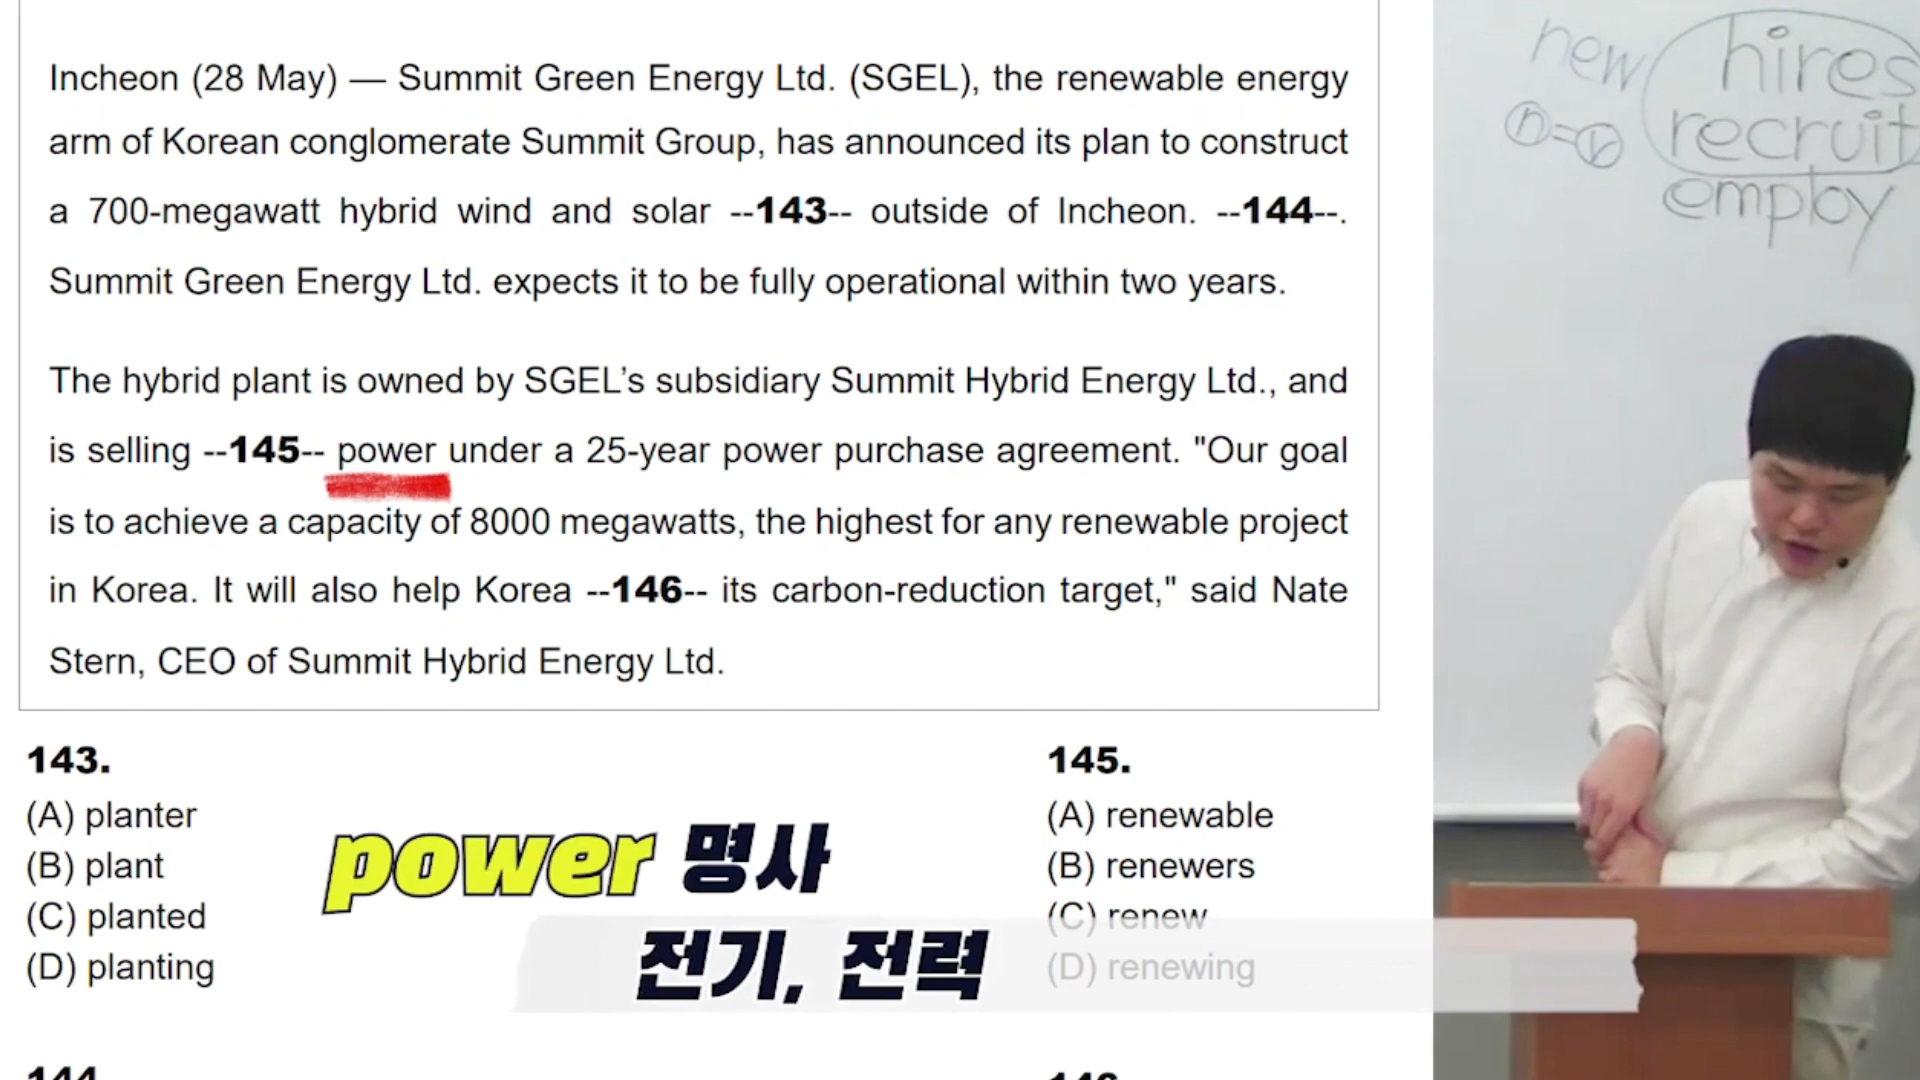 Incheon (28 May) — Summit Green Energy Ltd. (SGEL), the renewable energy
arm of Korean conglomerate Summit Group, has announced its plan to construct
a 700-megawatt hybrid wind and solar --143-- outside of Incheon. --144--.
Summit Green Energy Ltd. expects it to be fully operational within two years.
The hybrid plant is owned by SGEL’s subsidiary Summit Hybrid Energy Ltd., and
is selling --145-- power under a 25-year power purchase agreement. "Our goal
is to achieve a capacity of 8000 megawatts, the highest for any renewable project
in Korea. It will also help Korea --146-- its carbon-reduction target," said Nate
Stern, CEO of Summit Hybrid Energy Ltd.
143.
(A) planter
(B) plant
(C) planted
(D) planting
144
145.
(A) renewable
(B) renewers
(C) renew
(D) renewing
146
power 명사
전기, 전력
new hires
n=v recruit
employ